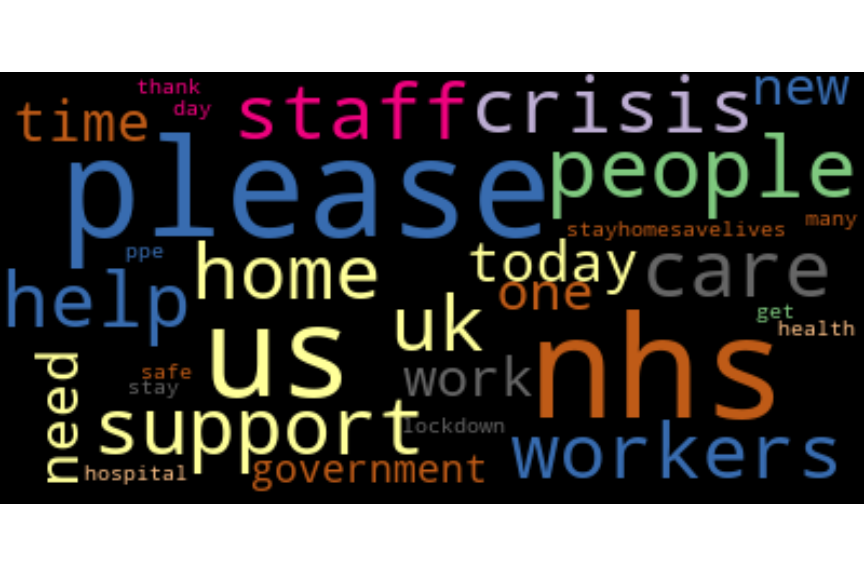 thank
day
time
staff
crisis
new
please
people
stayhomesavelives
many
ppe
home
today
care
help
one
us
uk
get
health
nhs
need
safe
stay
work
support
lockdown
workers
hospital
government